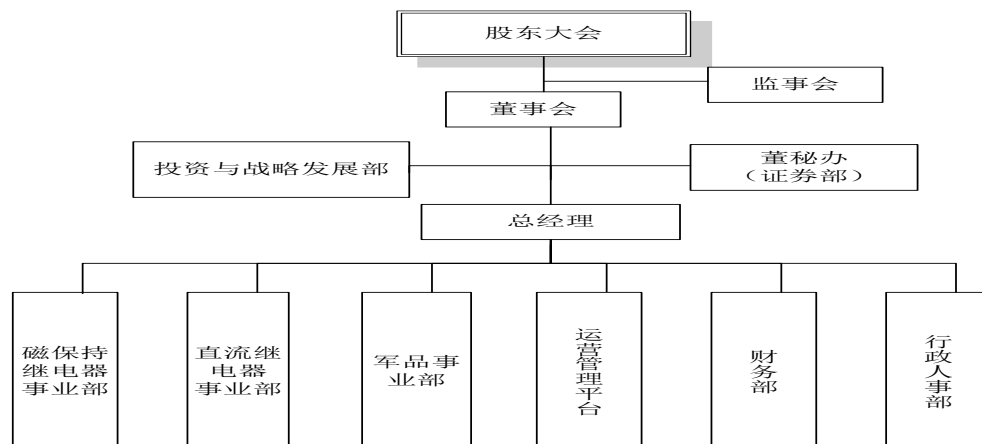 股东大会
监事会
董事会
投资与战略发展部
董秘办
（证券部）
总经理
磁保持
继电器
事业部
直流继
电器
事业部
军品事
业部
运营管理平台
财务部
行政人事部